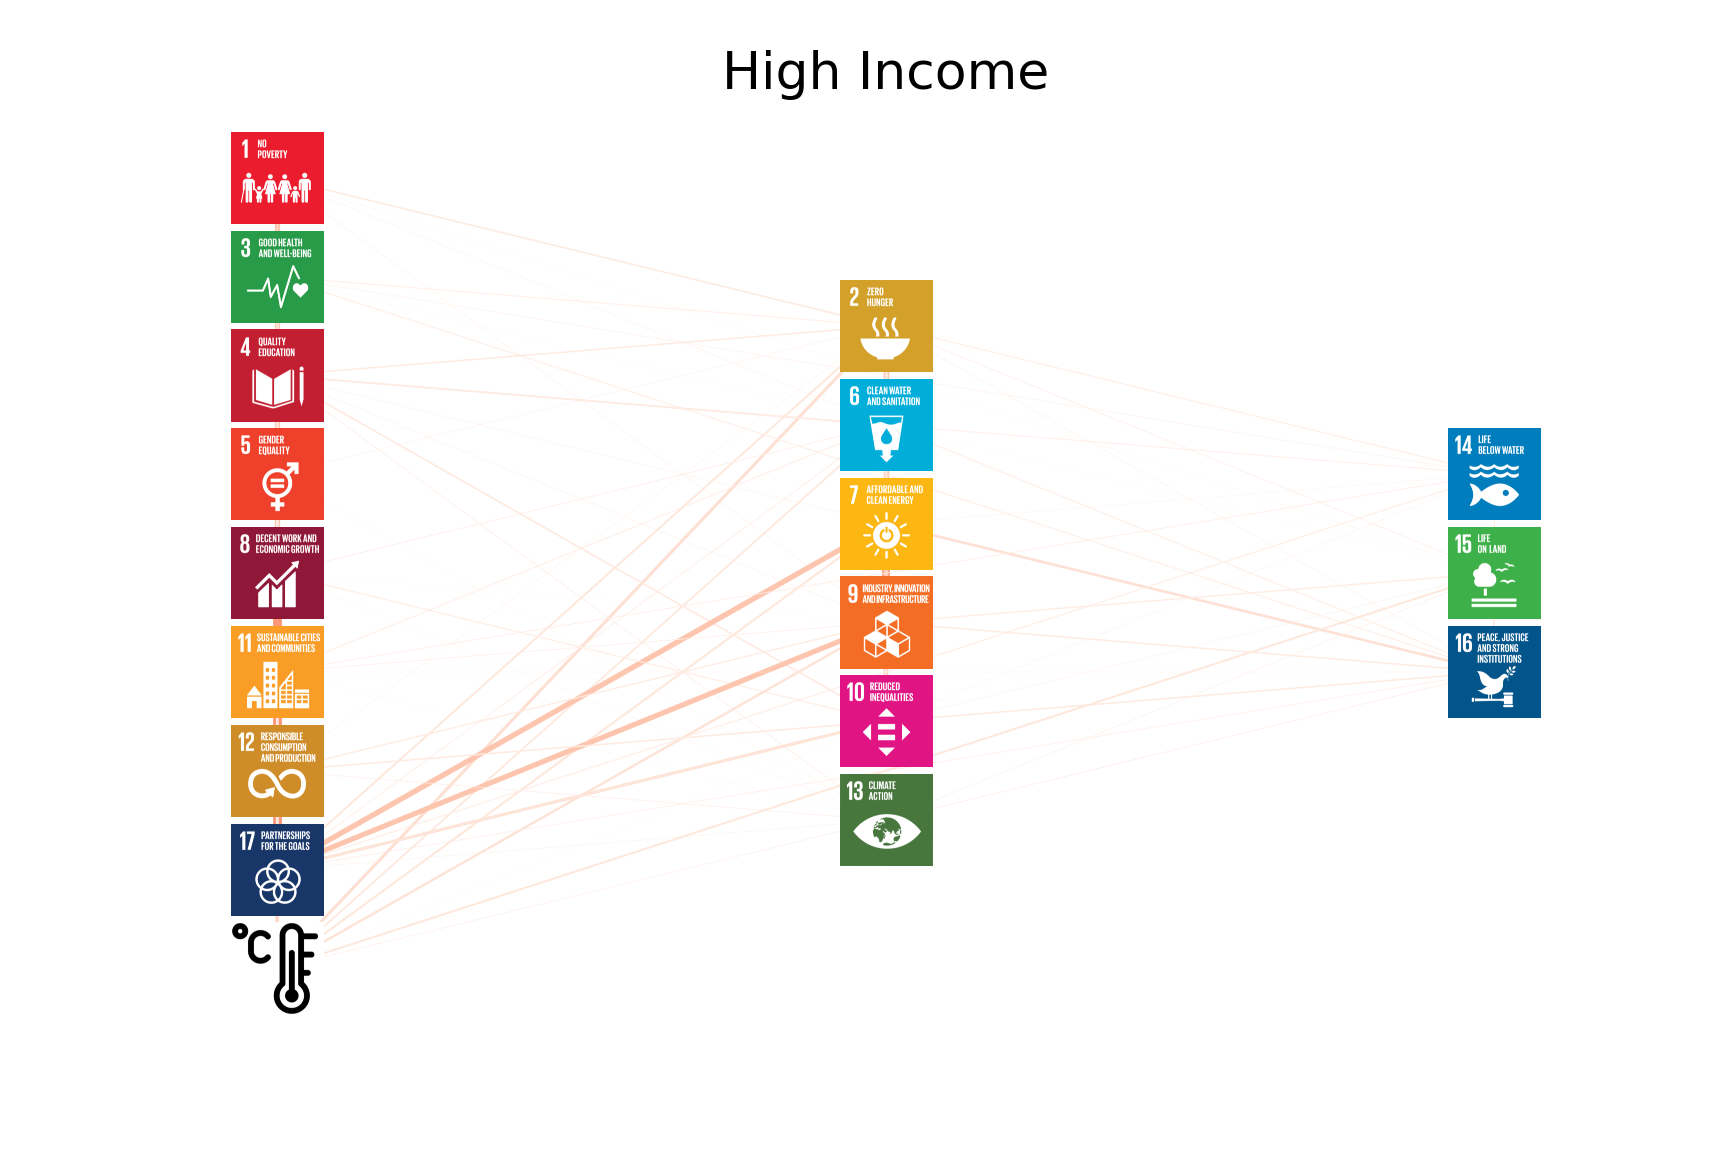 High Income
1 NO
POVERTY
3 GOOD HEALTH
AND WELL-BEING
4 QUALITY
EDUCATION
5 GENDER
EQUALITY
8 DECENT WORK AND
ECONOMIC GROWTH
11 SUSTAINABLE CITIES
AND COMMUNITIES
12 RESPONSIBLE
CONSUMPTION
AND PRODUCTION
17 PARTNERSHIPS
FOR THE GOALS
°C
2 ZERO
HUNGER
6 CLEAN WATER
AND SANITATION
7 AFFORDABLE AND
CLEAN ENERGY
9 INDUSTRY, INNOVATION
AND INFRASTRUCTURE
10 REDUCED
INEQUALITIES
13 CLIMATE
ACTION
14 LIFE
BELOW WATER
15 LIFE
ON LAND
16 PEACE, JUSTICE
AND STRONG
INSTITUTIONS